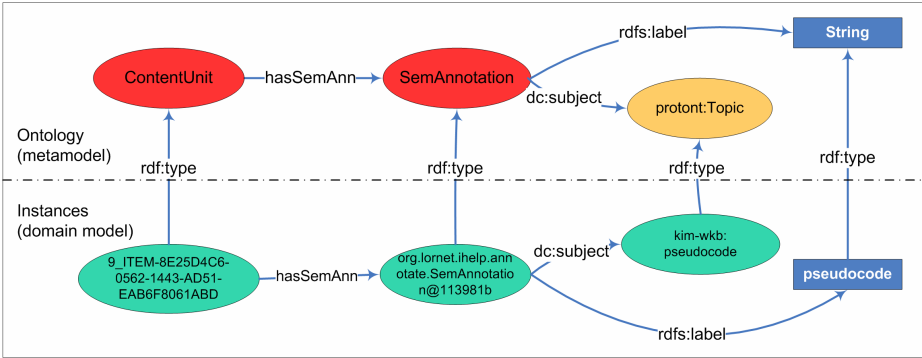 rdfs:label
String
ContentUnit
hasSemAnn
SemAnnotation
dc:subject
protont:Topic
Ontology
(metamodel)
rdf:type
rdf:type
rdf:type
rdf:type
Instances
(domain model)
9_ITEM-8E25D4C6-
0562-1443-AD51-
EAB6F8061ABD
hasSemAnn
org.lornet.ihelp.ann
otate.SemAnnotatio
n@113981b
dc:subject
kim-wkb:
pseudocode
pseudocode
rdfs:label